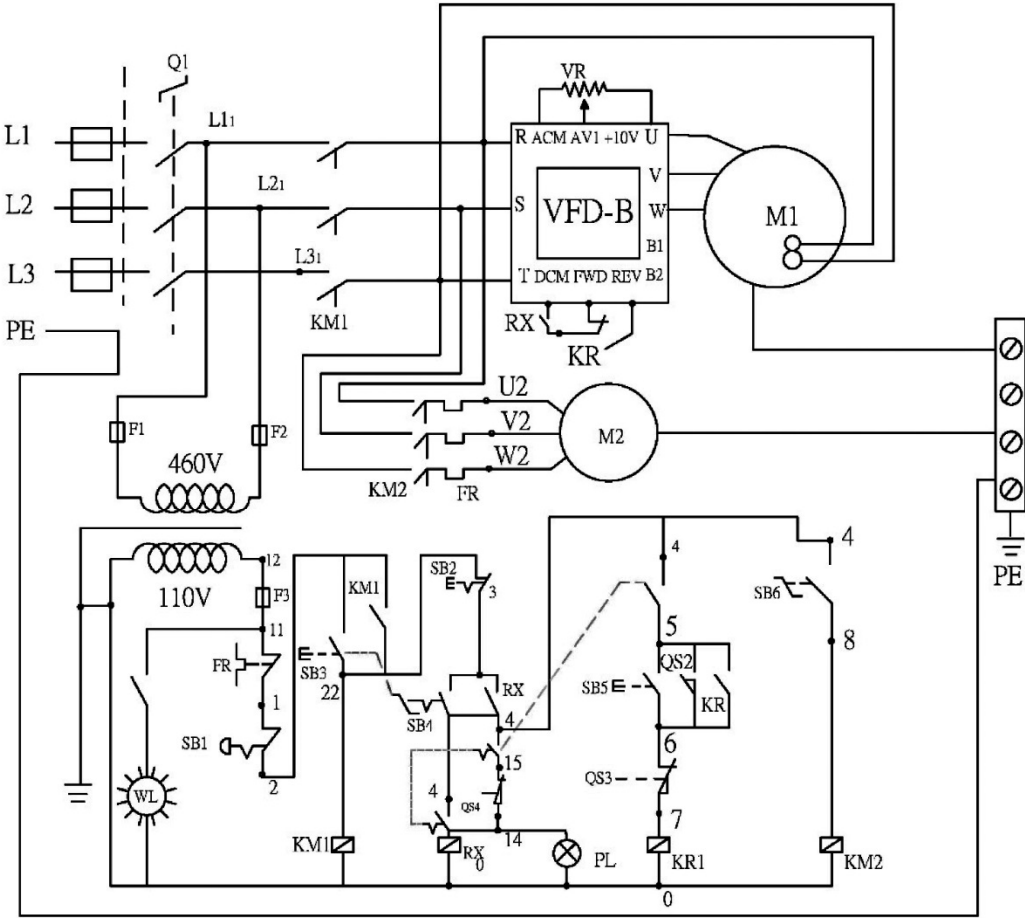 Q1
VR
L1
L1₁
R ACM AV1 +10V U
L2
L2₁
S
VFD-B
V
W
M1
B1
L3
L3₁
KM1
T DCM FWD REV B2
PE
RX
KR
U2
V2
M2
W2
KM2
FR
F1
F2
460V
PE
12
110V
F3
11
FR
1
SB1
2
WL
KM1
SB3
22
KM1
SB2
3
SB4
RX
4
15
4
QS4
14
RX
0
PL
4
5
QS2
SB5
KR
6
QS3
7
KR1
0
4
SB6
8
KM2